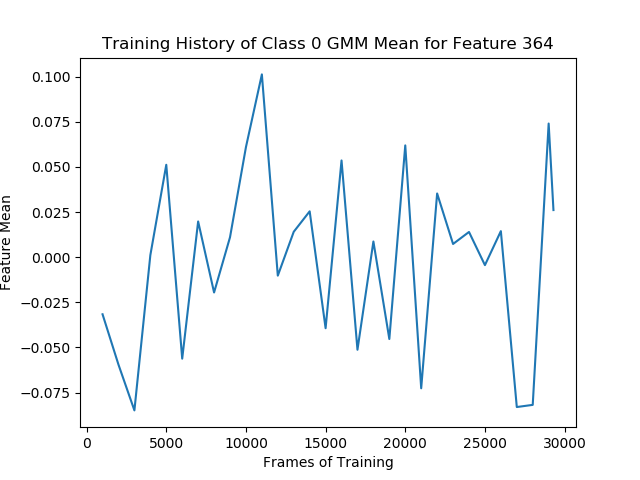 Training History of Class 0 GMM Mean for Feature 364
0.100
0.075
0.050
0.025
0.000
−0.025
−0.050
−0.075
Feature Mean
0 5000 10000 15000 20000 25000 30000
Frames of Training